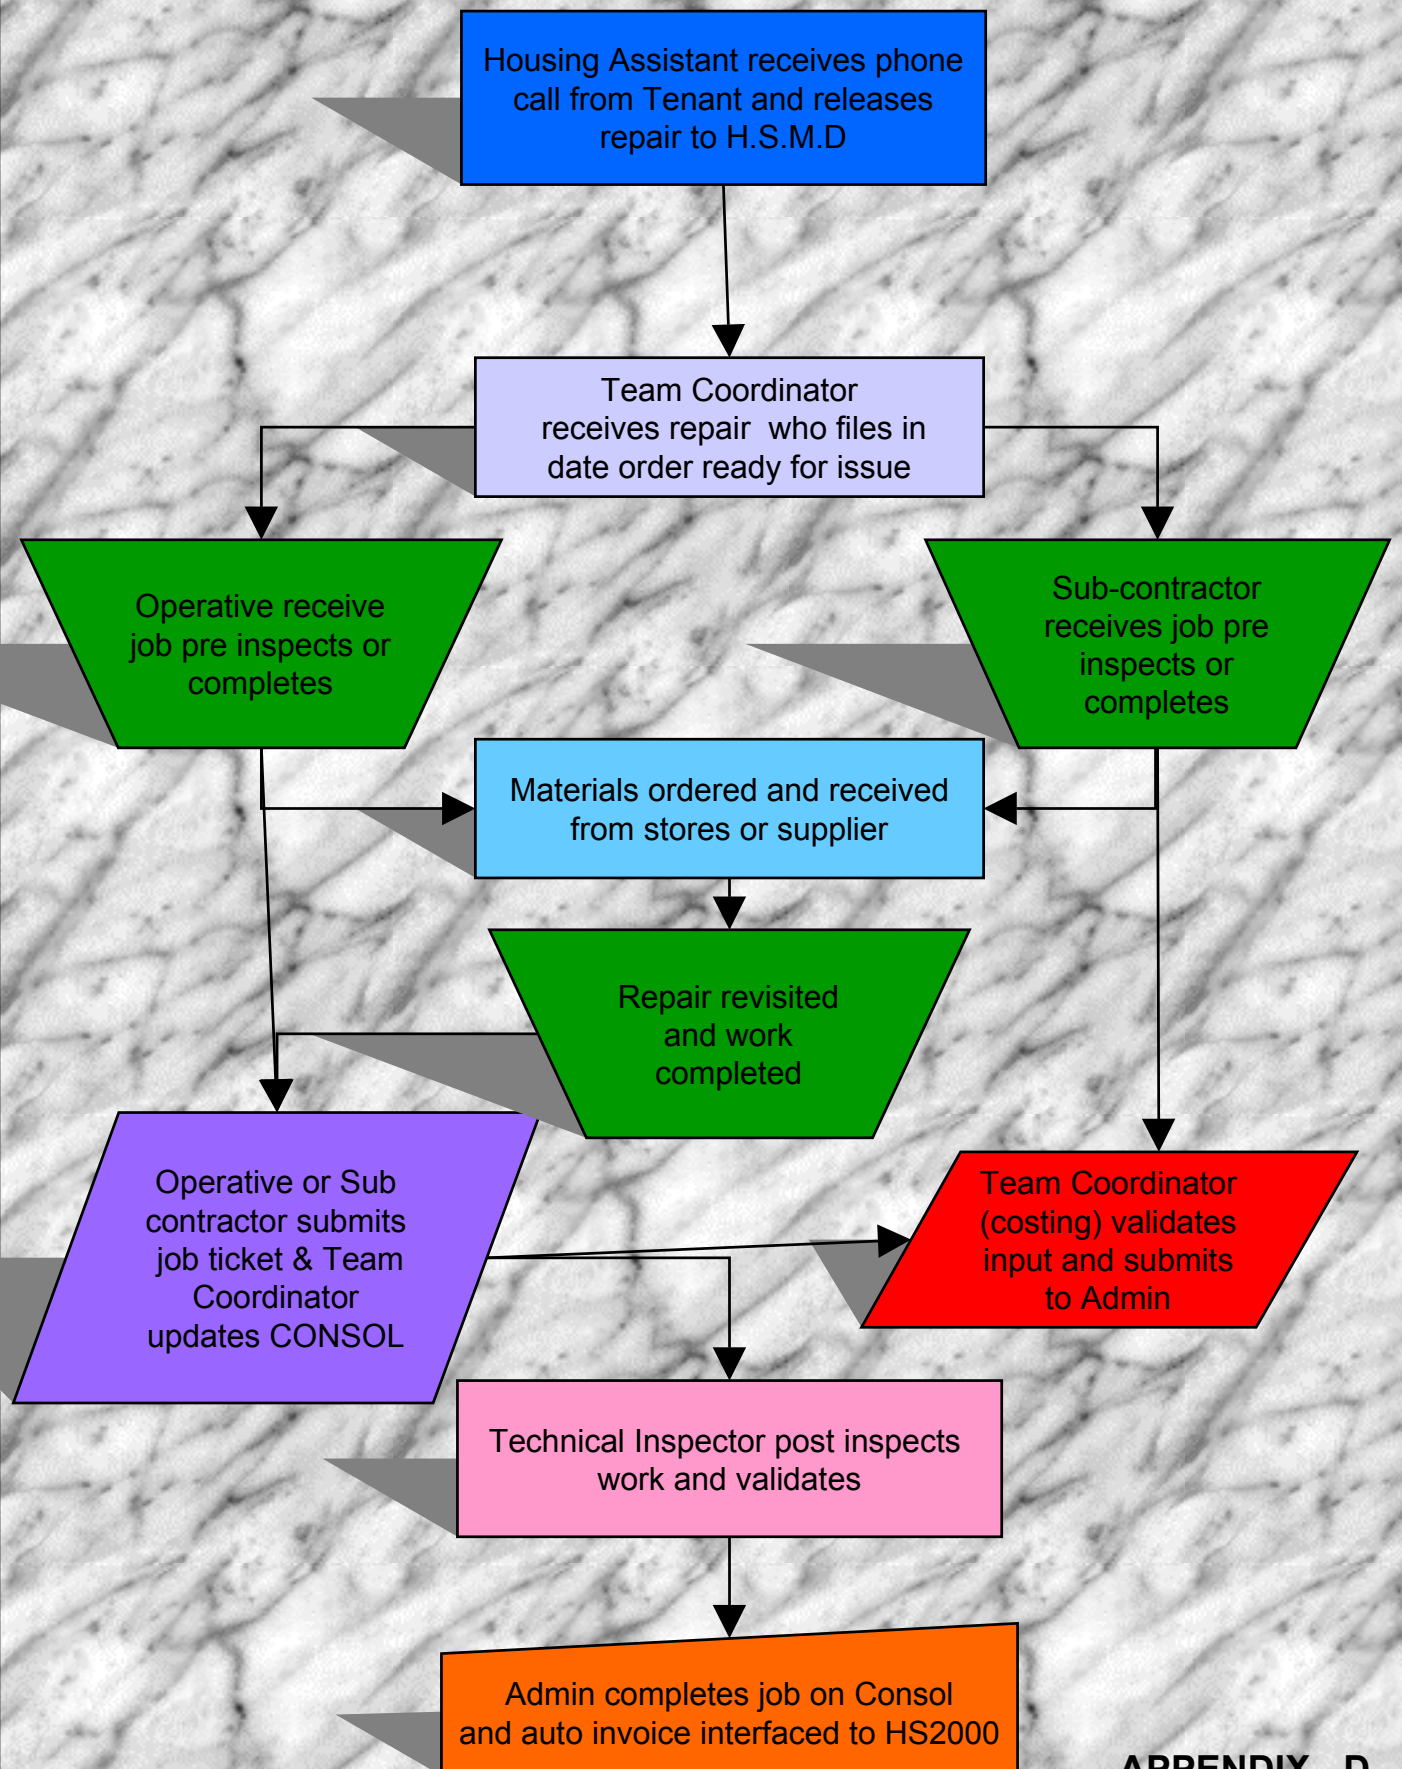 Housing Assistant receives phone
call from Tenant and releases
repair to H.S.M.D
Team Coordinator
receives repair who files in
date order ready for issue
Operative receive
job pre inspects or
completes
Sub-contractor
receives job pre
inspects or
completes
Materials ordered and received
from stores or supplier
Repair revisited
and work
completed
Operative or Sub
contractor submits
job ticket & Team
Coordinator
updates CONSOL
Team Coordinator
(costing) validates
input and submits
to Admin
Technical Inspector post inspects
work and validates
Admin completes job on Consol
and auto invoice interfaced to HS2000
APPENDIX D